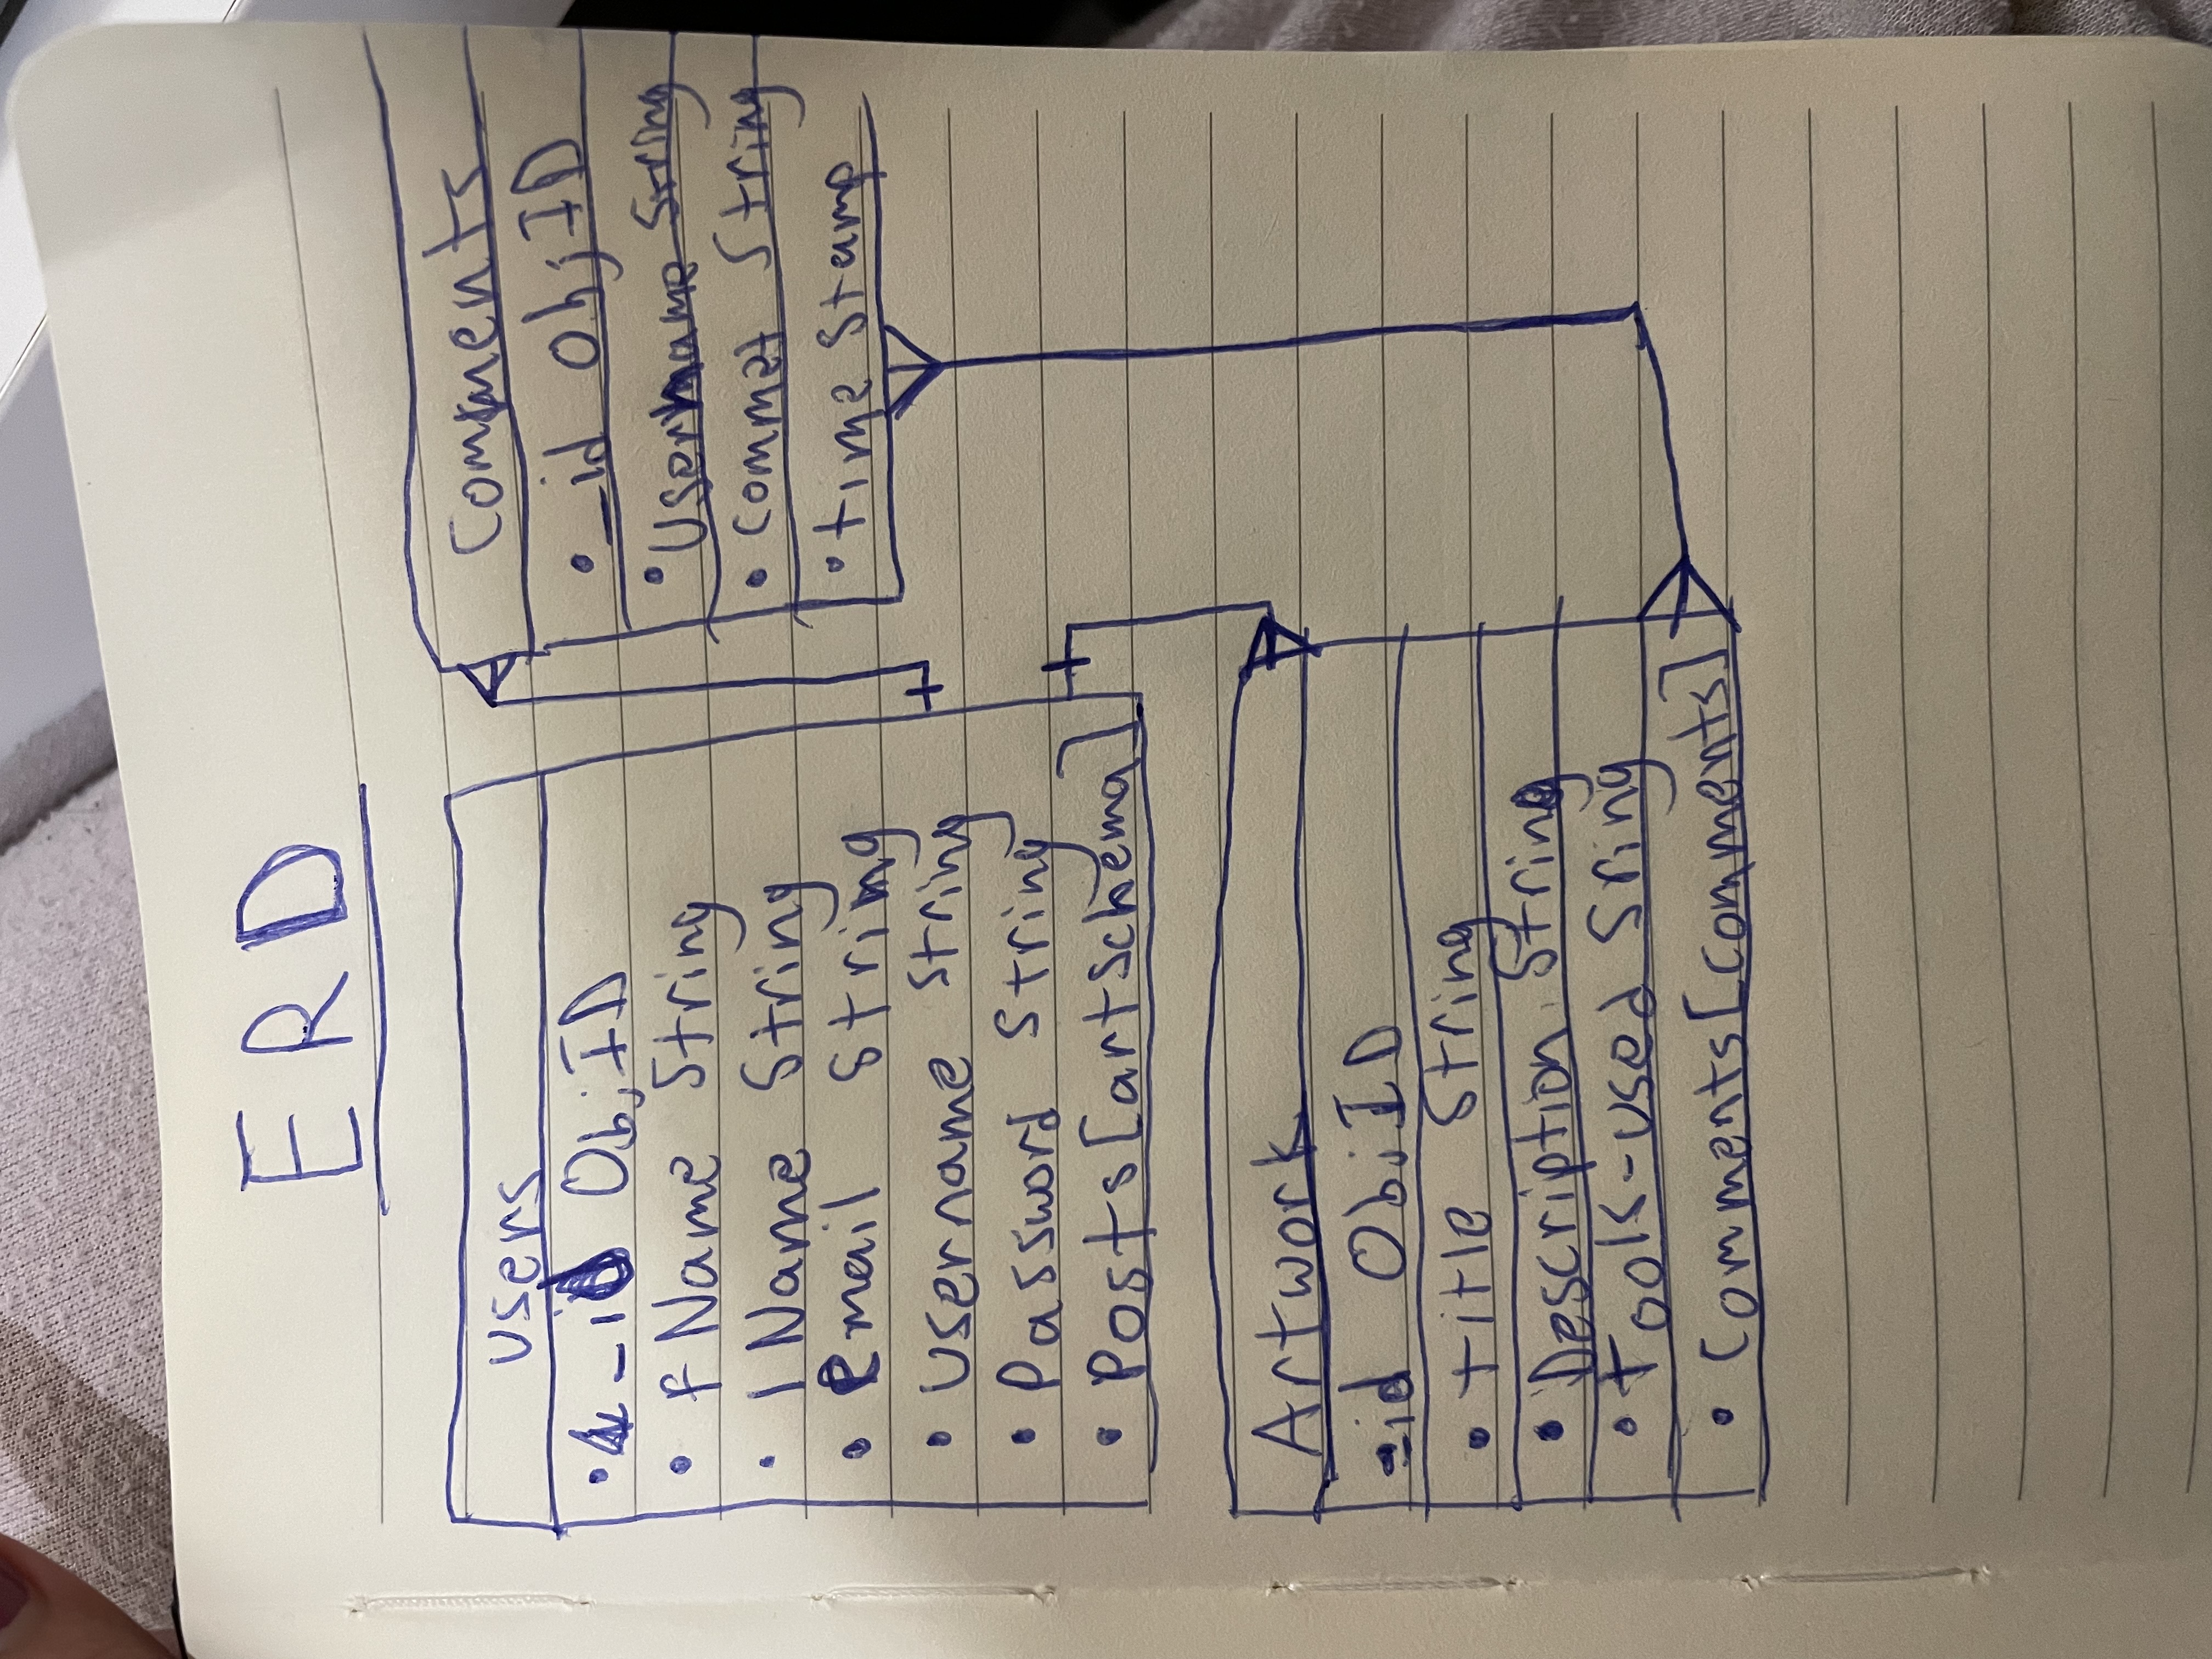 ERD
Users
• _id ObjID
• fName String
• lName String
• email String
• Username String
• Password String
• Posts[artSchema]
Comments
• _id ObjID
• Username String
• Commet String
• time Stamp
Artwork
_id ObjID
• title String
• Description String
• tools-used Sring
• Comments[comments]